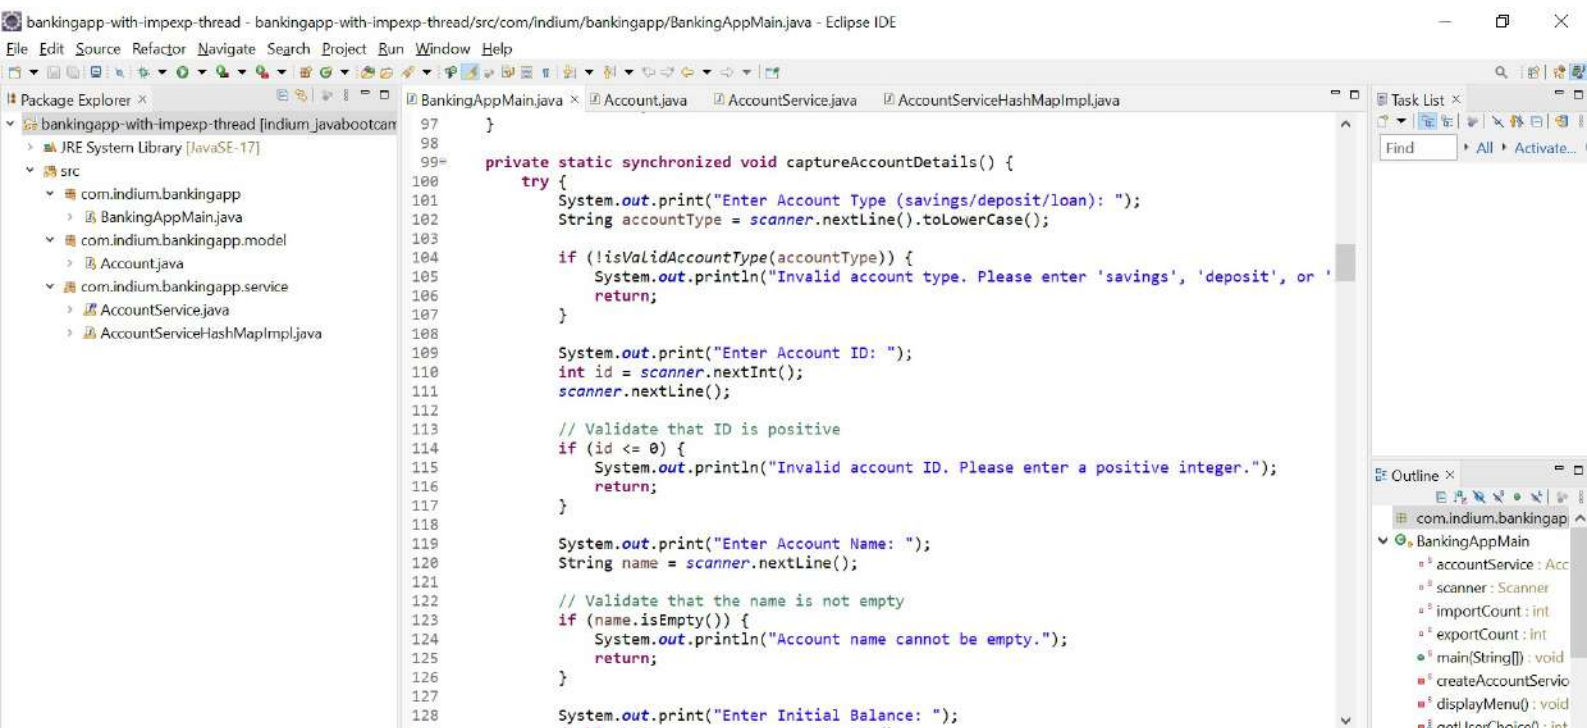 bankingapp-with-impexp-thread - bankingapp-with-impexp-thread/src/com/indium/bankingapp/BankingAppMain.java - Eclipse IDE
File Edit Source Refactor Navigate Search Project Run Window Help
Package Explorer
bankingapp-with-impexp-thread [indium_javabootcam
JRE System Library [JavaSE-17]
src
com.indium.bankingapp
BankingAppMain.java
com.indium.bankingapp.model
Account.java
com.indium.bankingapp.service
AccountService.java
AccountServiceHashMapImpl.java
BankingAppMain.java Account.java AccountService.java AccountServiceHashMapImpl.java
97 }
98
99 private static synchronized void captureAccountDetails() {
100 try {
101 System.out.print("Enter Account Type (savings/deposit/loan): ");
102 String accountType = scanner.nextLine().toLowerCase();
103
104 if (!isValidAccountType(accountType)) {
105 System.out.println("Invalid account type. Please enter 'savings', 'deposit', or '
106 return;
107 }
108
109 System.out.print("Enter Account ID: ");
110 int id = scanner.nextInt();
111 scanner.nextLine();
112
113 // Validate that ID is positive
114 if (id <= 0) {
115 System.out.println("Invalid account ID. Please enter a positive integer.");
116 return;
117 }
118
119 System.out.print("Enter Account Name: ");
120 String name = scanner.nextLine();
121
122 // Validate that the name is not empty
123 if (name.isEmpty()) {
124 System.out.println("Account name cannot be empty.");
125 return;
126 }
127
128 System.out.print("Enter Initial Balance: ");
Task List
Find All Activate...
Outline
com.indium.bankingap
BankingAppMain
accountService : Acc
scanner : Scanner
importCount : int
exportCount : int
main(String[]) : void
createAccountServio
displayMenu() : void
getUserChoice() : int